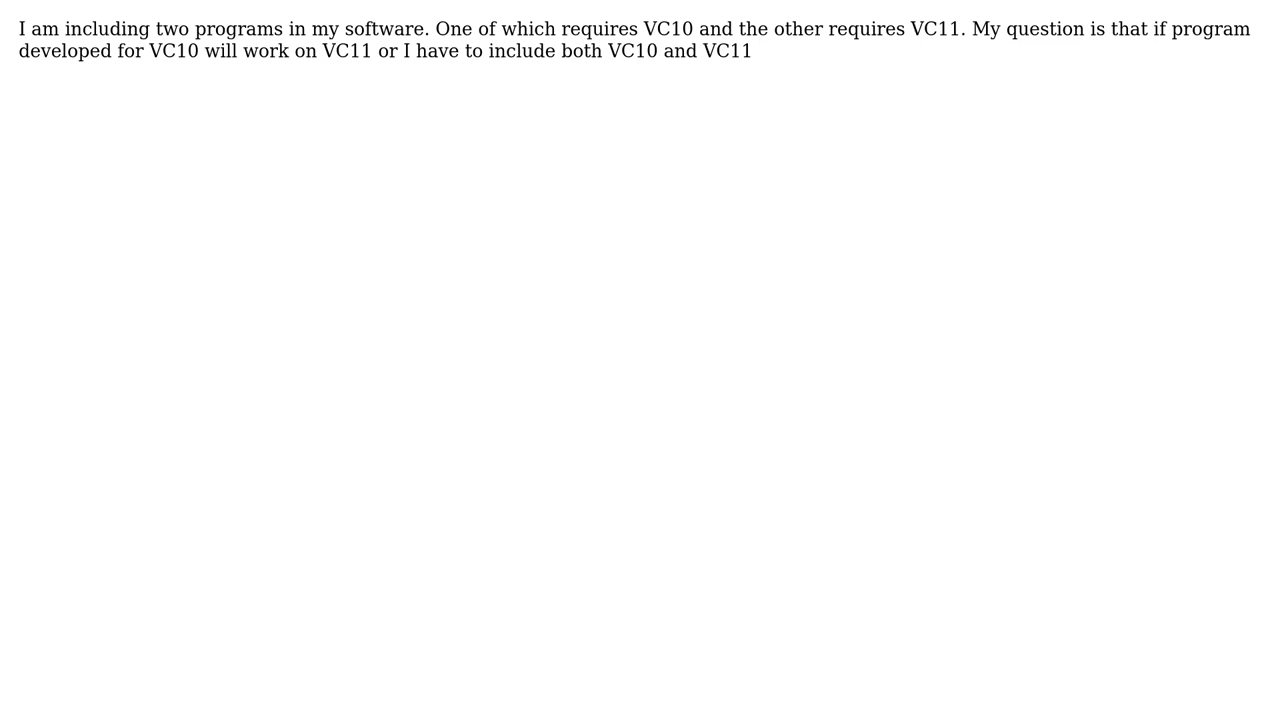 I am including two programs in my software. One of which requires VC10 and the other requires VC11. My question is that if program
developed for VC10 will work on VC11 or I have to include both VC10 and VC11